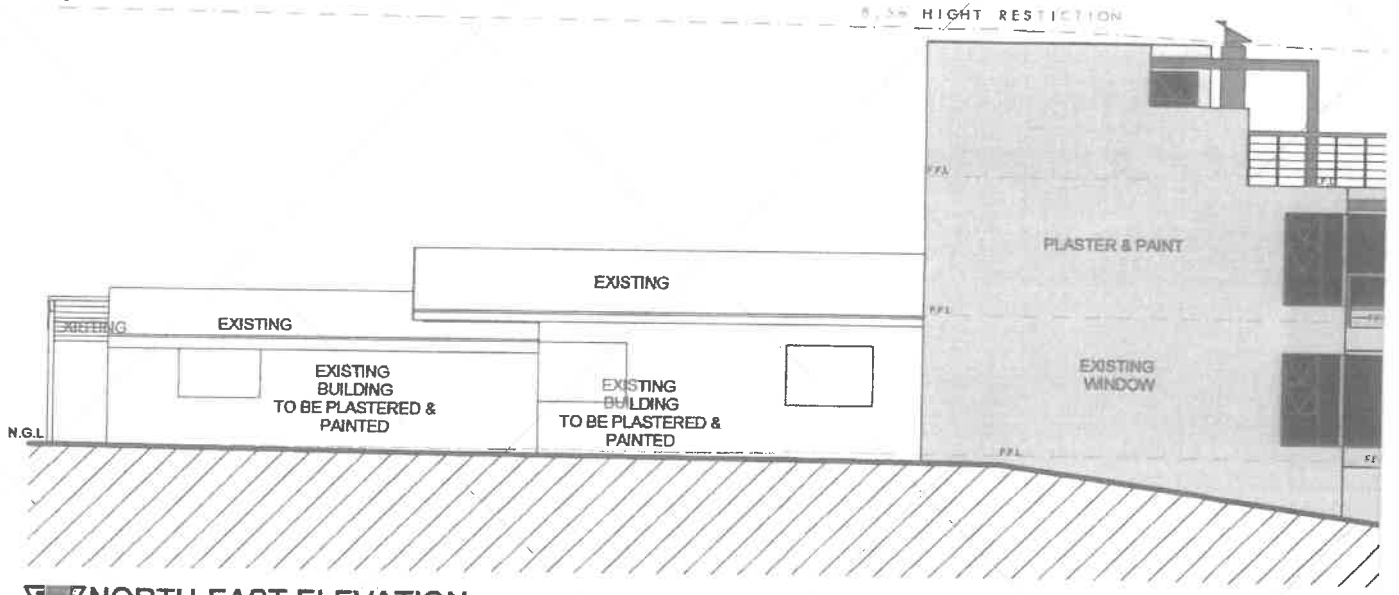 HIGHT RESTICTION
F.F.L
PLASTER & PAINT
EXISTING
EXISTING
EXISTING
F.F.L
EXISTING
BUILDING
TO BE PLASTERED &
PAINTED
EXISTING
BUILDING
TO BE PLASTERED &
PAINTED
EXISTING
WINDOW
N.G.L
F.F.L
NORTH EAST ELEVATION